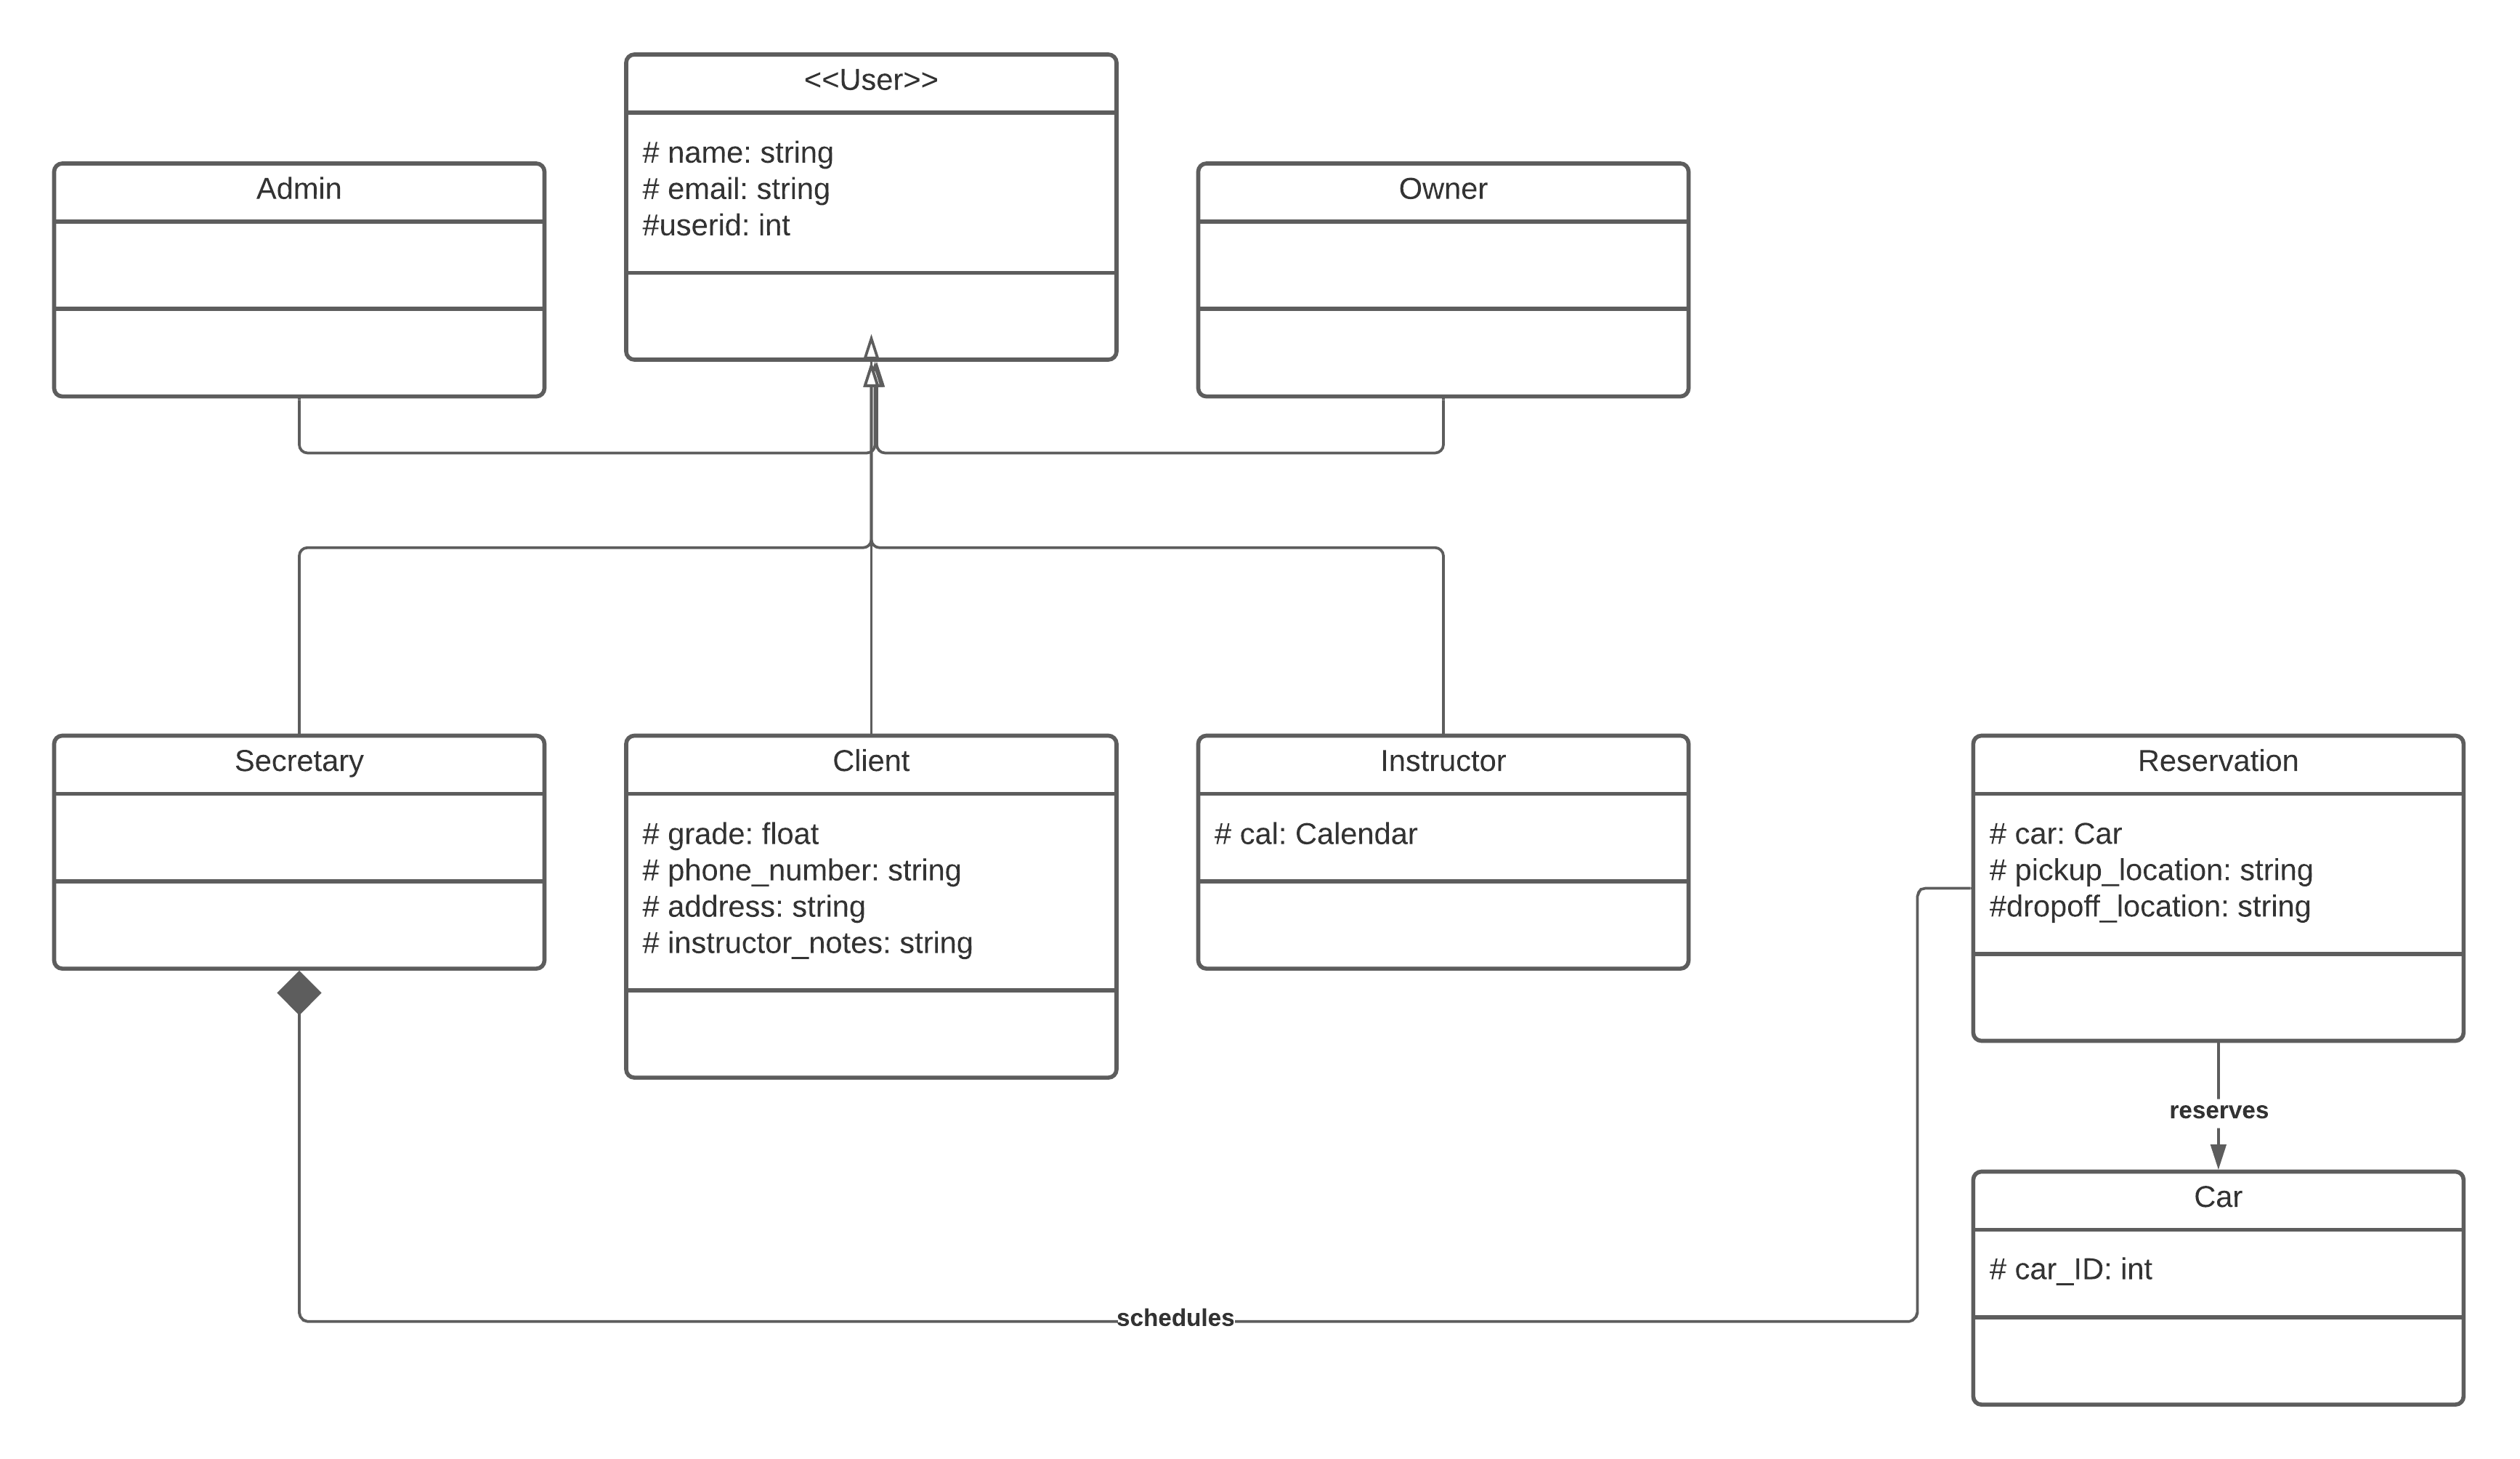 <<User>>
# name: string
# email: string
#userid: int
Admin
Owner
Secretary
Client
# grade: float
# phone_number: string
# address: string
# instructor_notes: string
Instructor
# cal: Calendar
Reservation
# car: Car
# pickup_location: string
#dropoff_location: string
reserves
Car
# car_ID: int
schedules